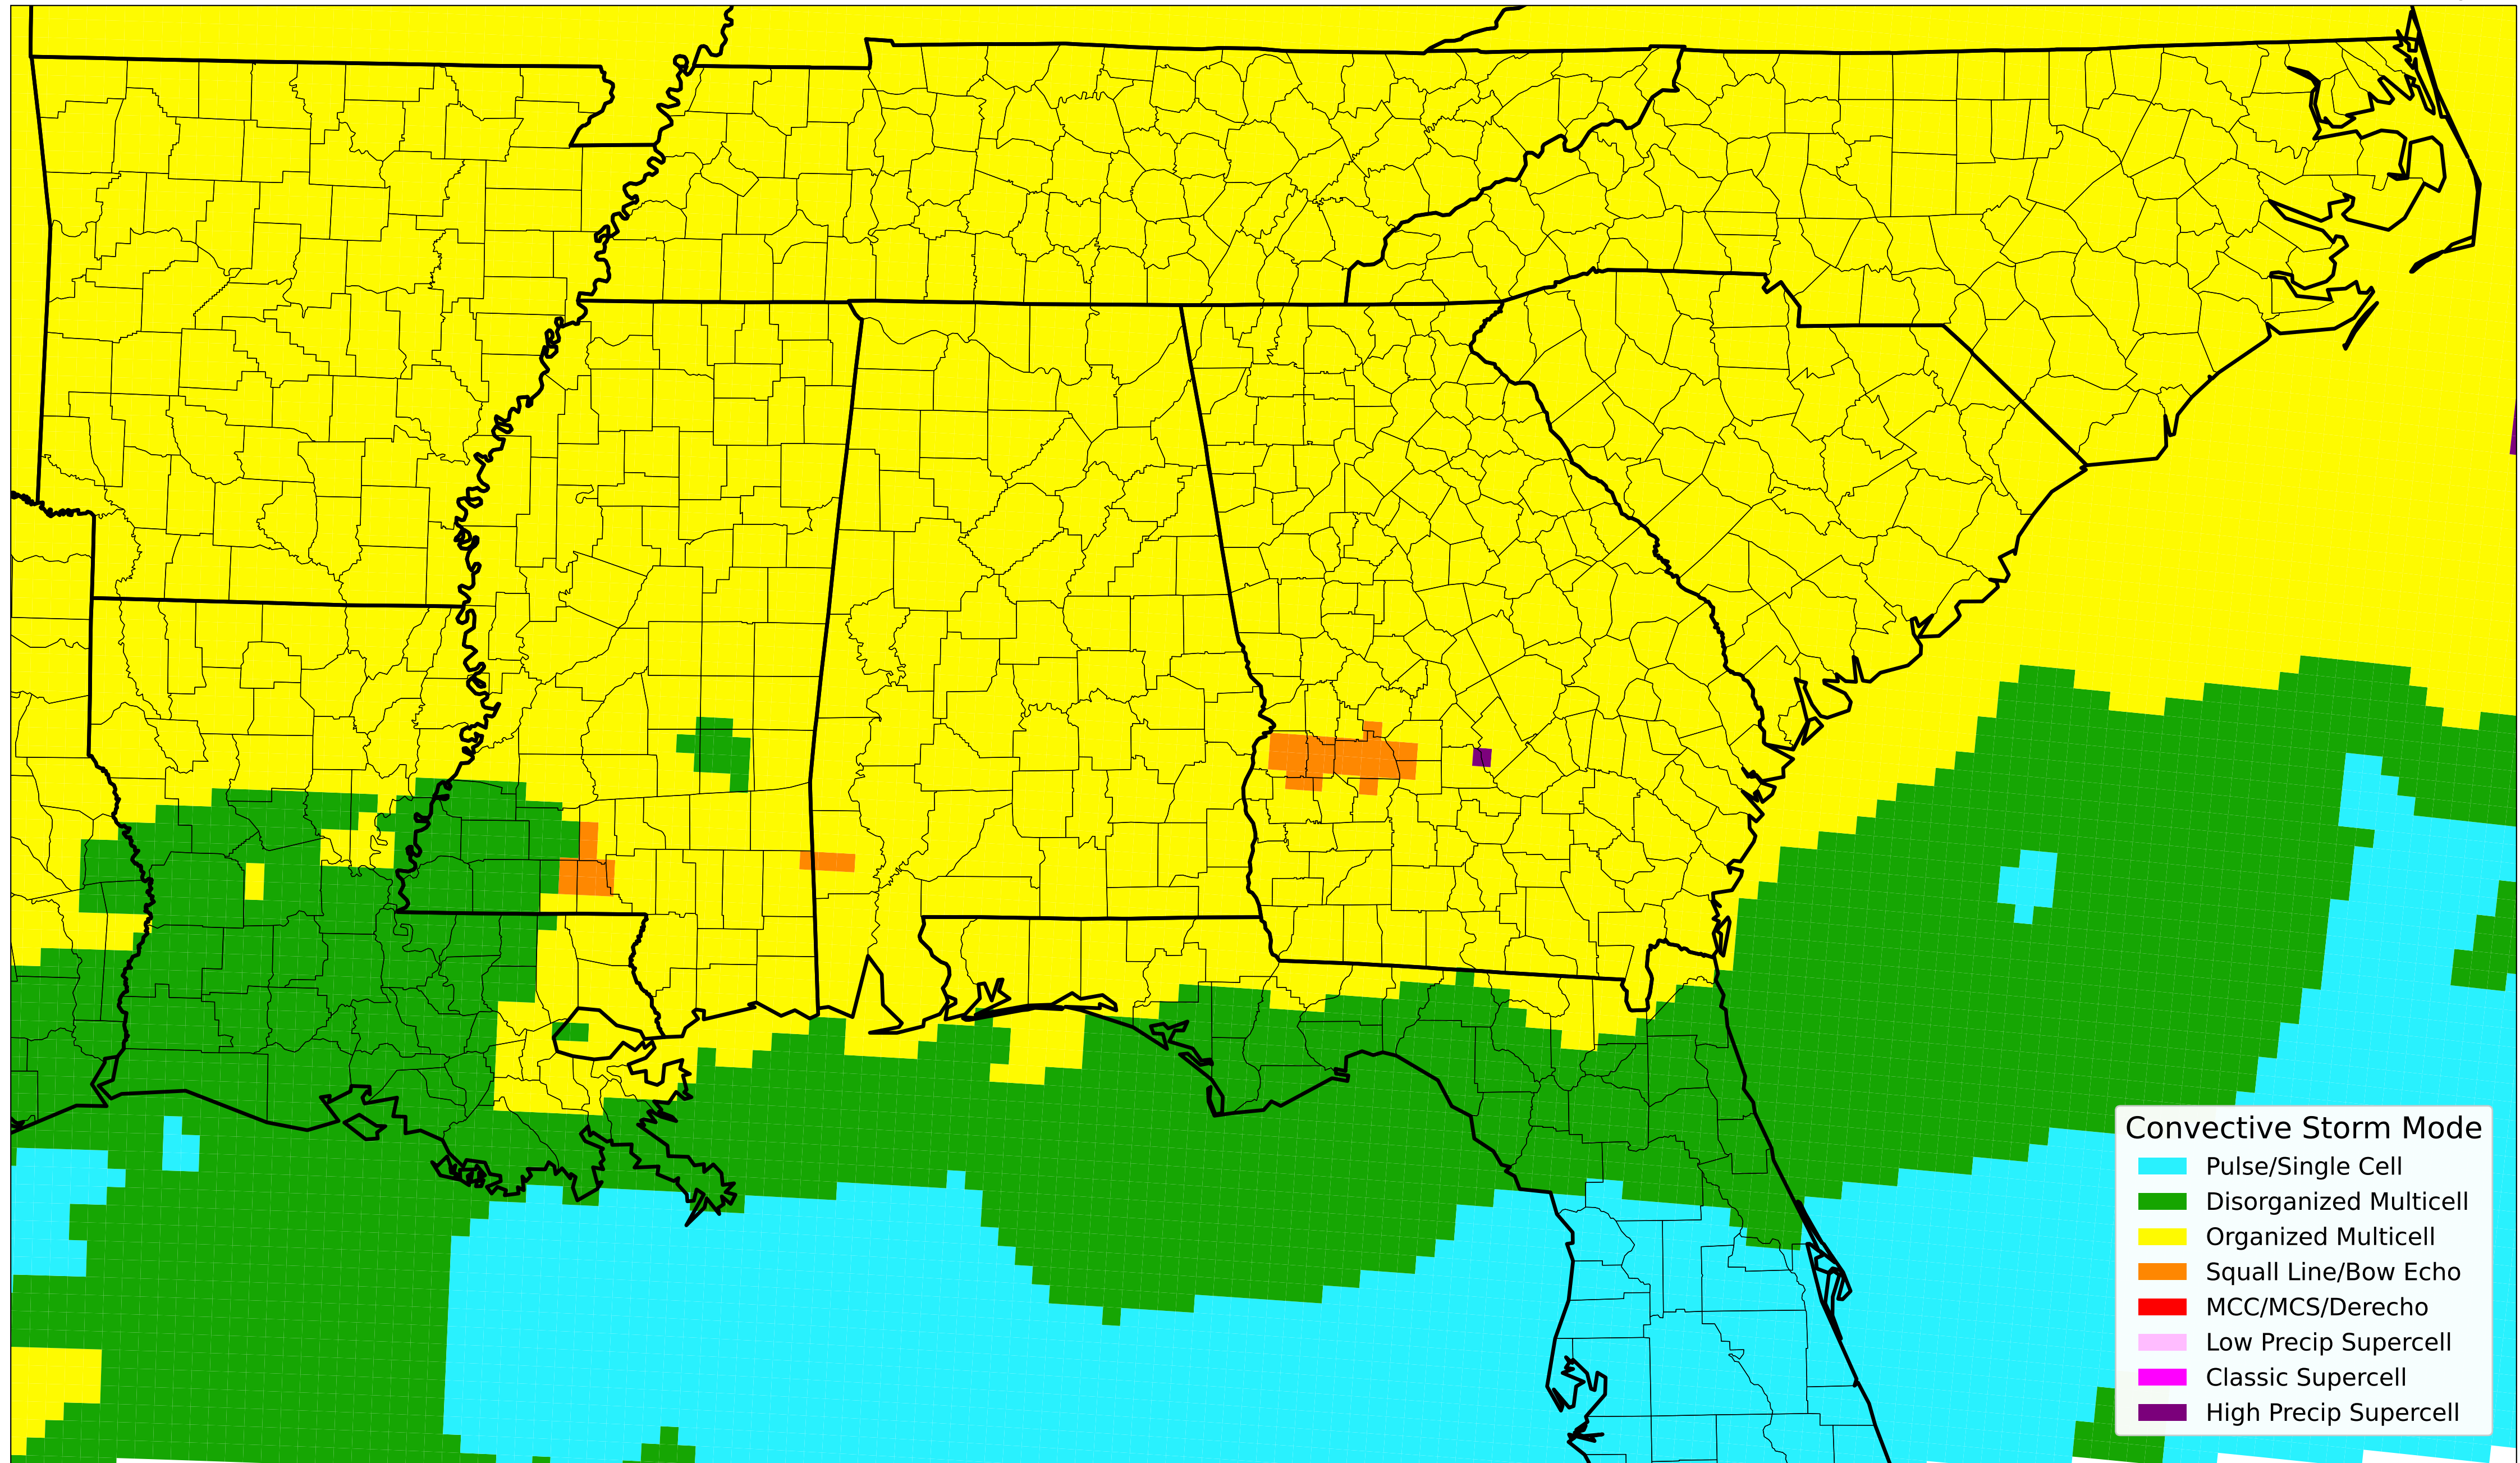 Convective Storm Mode
Pulse/Single Cell
Disorganized Multicell
Organized Multicell
Squall Line/Bow Echo
MCC/MCS/Derecho
Low Precip Supercell
Classic Supercell
High Precip Supercell